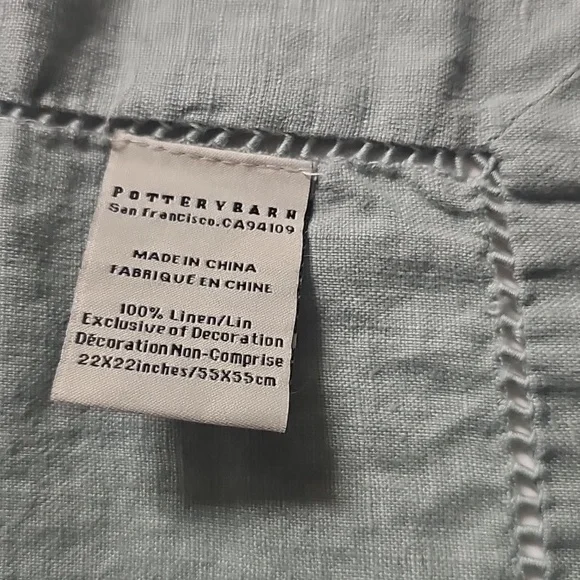 POTTERYBARN
San Francisco.CA94109
MADE IN CHINA
FABRIQUÉ EN CHINE
100% Linen/Lin
Exclusive of Decoration
Décoration Non-Comprise
22X22inches/55X55cm